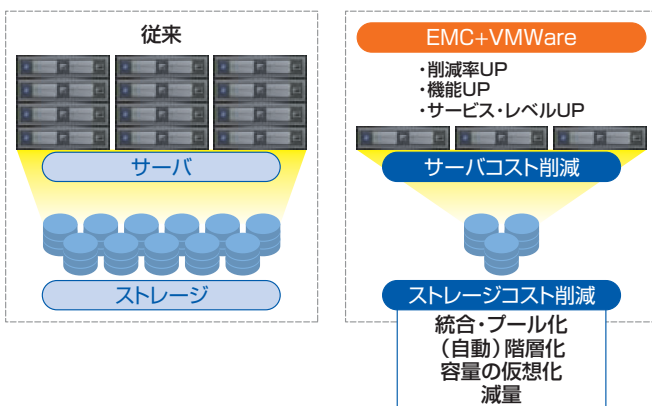 従来
サーバ
ストレージ
EMC+VMWare
・削減率UP
・機能UP
・サービス・レベルUP
サーバコスト削減
ストレージコスト削減
統合・プール化
（自動）階層化
容量の仮想化
減量